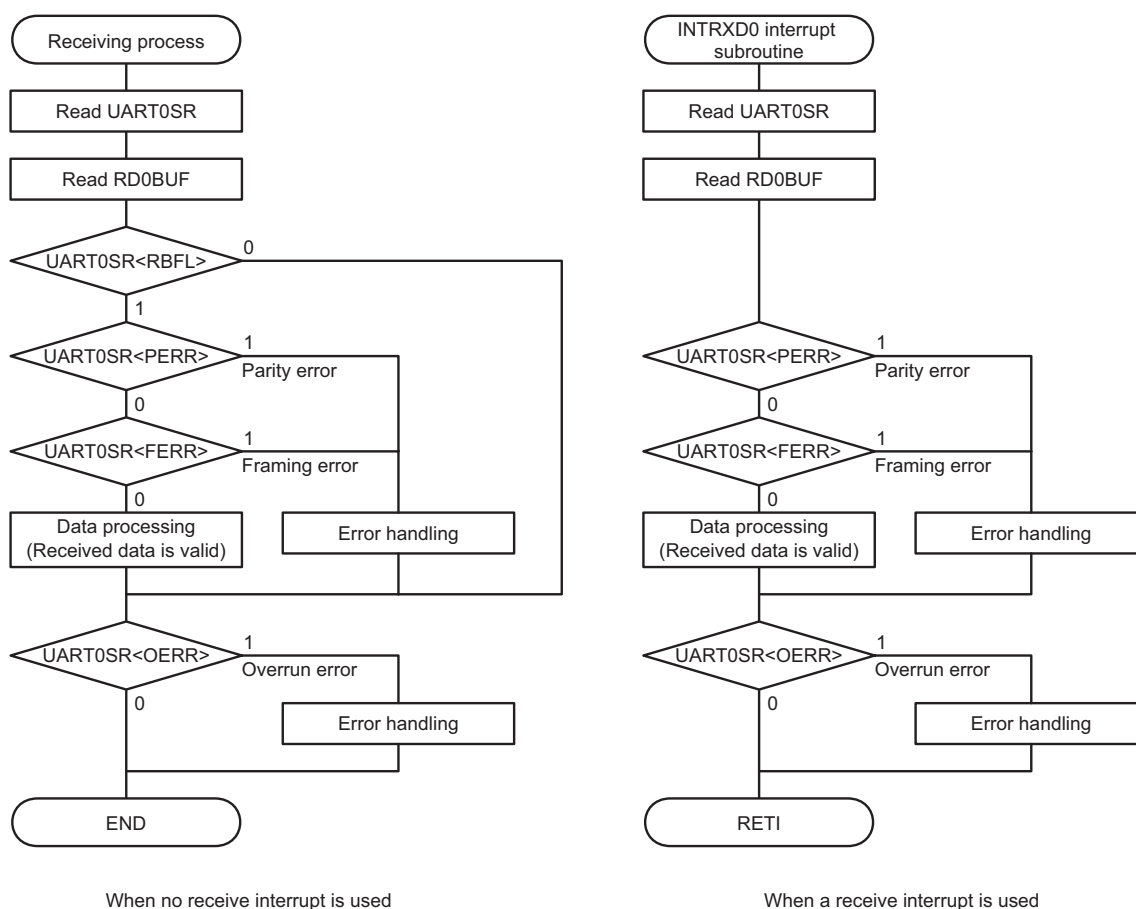 Receiving process
Read UART0SR
Read RD0BUF
UART0SR<RBFL>
0
1
UART0SR<PERR>
1
Parity error
0
UART0SR<FERR>
1
Framing error
0
Data processing
(Received data is valid)
Error handling
UART0SR<OERR>
1
Overrun error
0
Error handling
END
When no receive interrupt is used
INTRXD0 interrupt
subroutine
Read UART0SR
Read RD0BUF
UART0SR<PERR>
1
Parity error
0
UART0SR<FERR>
1
Framing error
0
Data processing
(Received data is valid)
Error handling
UART0SR<OERR>
1
Overrun error
0
Error handling
RETI
When a receive interrupt is used